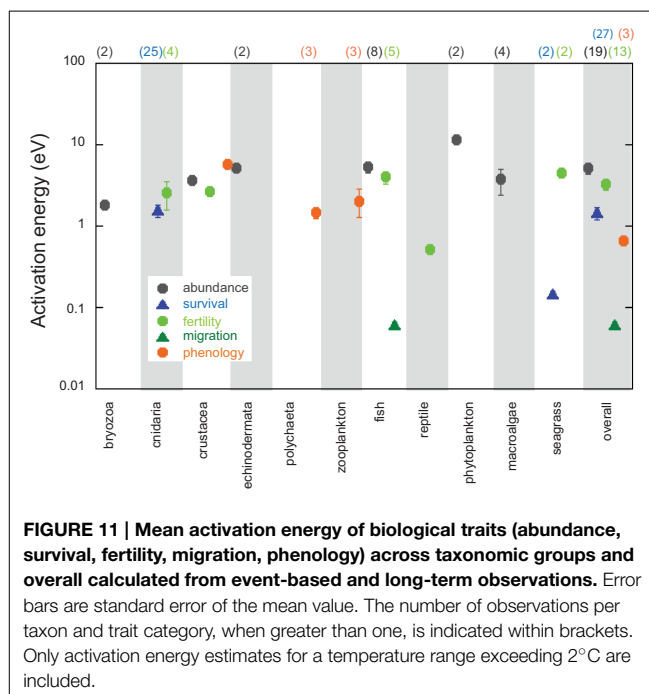 (27) (3)
(2) (25)(4) (2) (3) (3) (8) (5) (2) (4) (2) (2) (19)(13)
100
10
1
0.1
0.01
Activation energy (eV)
abundance
survival
fertility
migration
phenology
bryozoa
cnidaria
crustacea
echinodermata
polychaeta
zooplankton
fish
reptile
phytoplankton
macroalgae
seagrass
overall
FIGURE 11 | Mean activation energy of biological traits (abundance,
survival, fertility, migration, phenology) across taxonomic groups and
overall calculated from event-based and long-term observations. Error
bars are standard error of the mean value. The number of observations per
taxon and trait category, when greater than one, is indicated within brackets.
Only activation energy estimates for a temperature range exceeding 2°C are
included.